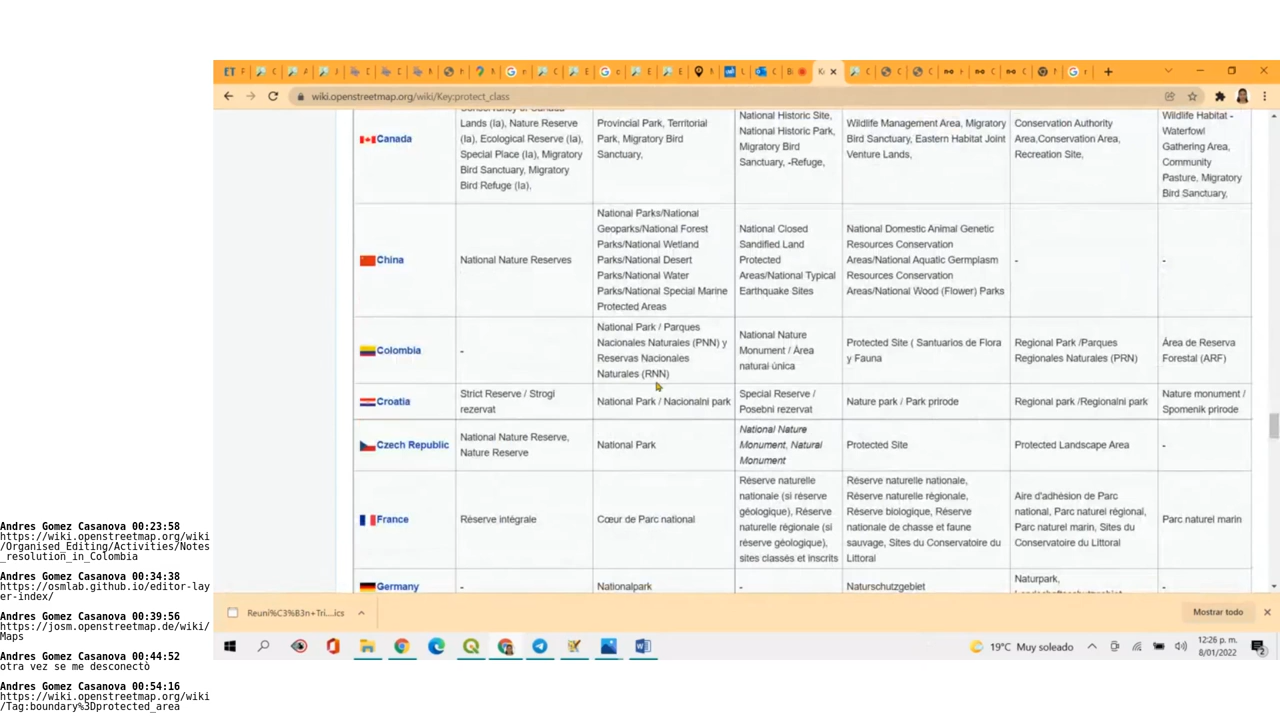 wiki.openstreetmap.org/wiki/Key:protect_class
Canada
Lands (Ia), Nature Reserve
(Ia), Ecological Reserve (Ia),
Special Place (Ia), Migratory
Bird Sanctuary, Migratory
Bird Refuge (Ia),
Provincial Park, Territorial
Park, Migratory Bird
Sanctuary,
National Historic Site,
National Historic Park,
Migratory Bird
Sanctuary, -Refuge,
Wildlife Management Area, Migratory
Bird Sanctuary, Eastern Habitat Joint
Venture Lands,
Conservation Authority
Area,Conservation Area,
Recreation Site,
Wildlife Habitat -
Waterfowl
Gathering Area,
Community
Pasture, Migratory
Bird Sanctuary,
China
National Nature Reserves
National Parks/National
Geoparks/National Forest
Parks/National Wetland
Parks/National Desert
Parks/National Water
Parks/National Special Marine
Protected Areas
National Closed
Sandified Land
Protected
Areas/National Typical
Earthquake Sites
National Domestic Animal Genetic
Resources Conservation
Areas/National Aquatic Germplasm
Resources Conservation
Areas/National Wood (Flower) Parks
-
-
Colombia
-
National Park / Parques
Nacionales Naturales (PNN) y
Reservas Nacionales
Naturales (RNN)
National Nature
Monument / Área
natural única
Protected Site ( Santuarios de Flora
y Fauna
Regional Park /Parques
Regionales Naturales (PRN)
Área de Reserva
Forestal (ARF)
Croatia
Strict Reserve / Strogi
rezervat
National Park / Nacionalni park
Special Reserve /
Posebni rezervat
Nature park / Park prirode
Regional park /Regionalni park
Nature monument /
Spomenik prirode
Czech Republic
National Nature Reserve,
Nature Reserve
National Park
National Nature
Monument, Natural
Monument
Protected Site
Protected Landscape Area
-
France
Réserve intégrale
Cœur de Parc national
Réserve naturelle
nationale (si réserve
géologique), Réserve
naturelle régionale (si
réserve géologique),
sites classés et inscrits
Réserve naturelle nationale,
Réserve naturelle régionale,
Réserve biologique, Réserve
nationale de chasse et faune
sauvage, Sites du Conservatoire du
Littoral
Aire d'adhésion de Parc
national, Parc naturel régional,
Parc naturel marin, Sites du
Conservatoire du Littoral
Parc naturel marin
Germany
-
Nationalpark
-
Naturschutzgebiet
Naturpark,
-
Reuni%C3%B3n+Tri....ics
Mostrar todo
19°C Muy soleado
12:26 p. m.
8/01/2022
Andres Gomez Casanova 00:23:58
https://wiki.openstreetmap.org/wiki
/Organised_Editing/Activities/Notes
_resolution_in_Colombia
Andres Gomez Casanova 00:34:38
https://osmlab.github.io/editor-lay
er-index/
Andres Gomez Casanova 00:39:56
https://josm.openstreetmap.de/wiki/
Maps
Andres Gomez Casanova 00:44:52
otra vez se me desconectò
Andres Gomez Casanova 00:54:16
https://wiki.openstreetmap.org/wiki
/Tag:boundary%3Dprotected_area